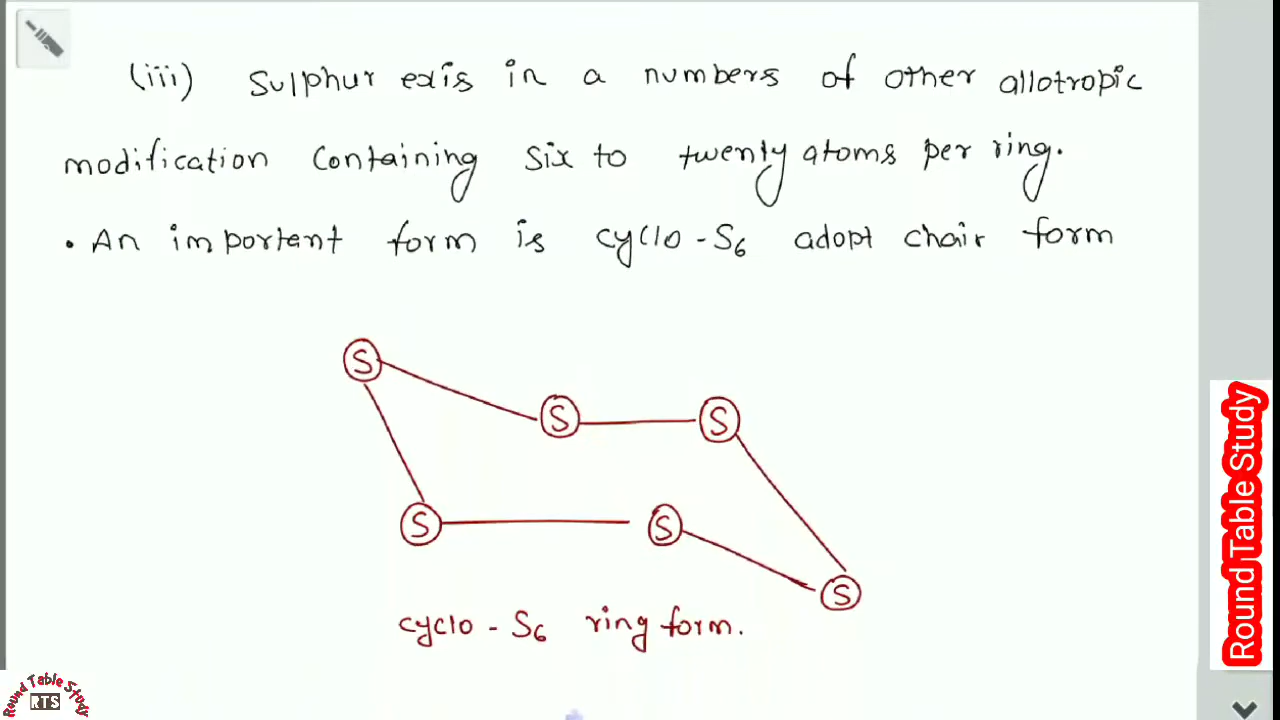 (iii) Sulphur exis in a numbers of other allotropic
modification containing six to twenty atoms per ring.
• An importent form is cyclo - S6 adopt chair form
S
S
S
S
S
S
cyclo - S6 ring form.
Round Table Study
Round Table Study
RTS